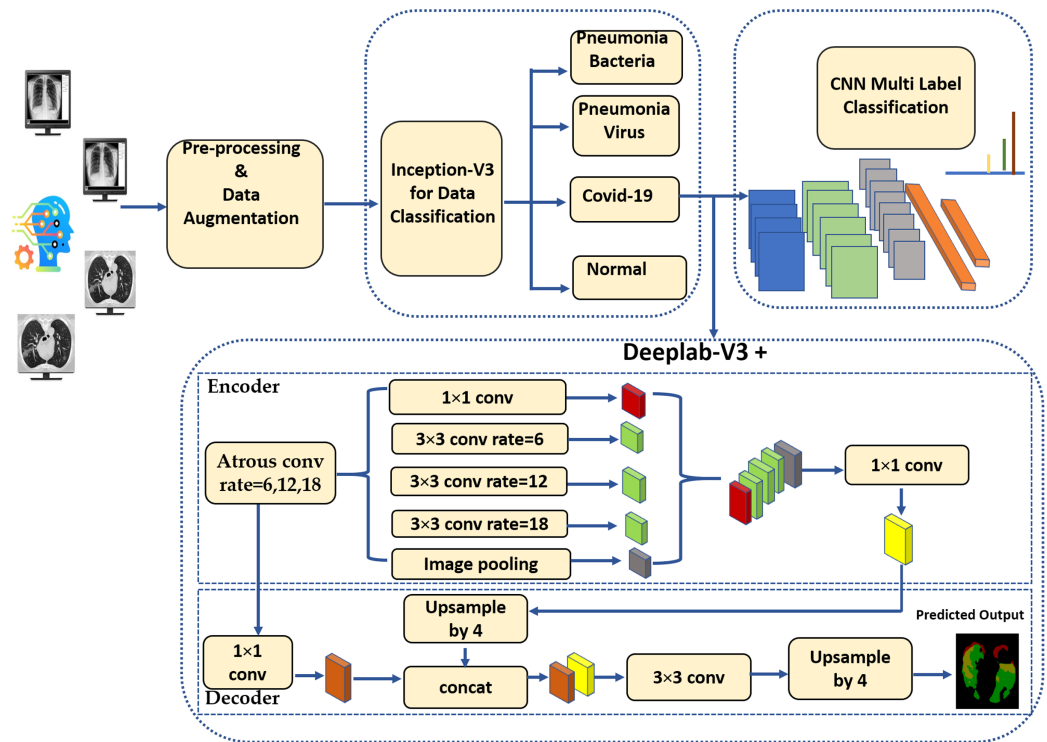 Pre-processing
&
Data
Augmentation
Inception-V3
for Data
Classification
Pneumonia
Bacteria
Pneumonia
Virus
Covid-19
Normal
CNN Multi Label
Classification
Deeplab-V3 +
Encoder
Atrous conv
rate=6,12,18
1×1 conv
3×3 conv rate=6
3×3 conv rate=12
3×3 conv rate=18
Image pooling
1×1 conv
Decoder
1×1
conv
Upsample
by 4
concat
3×3 conv
Upsample
by 4
Predicted Output